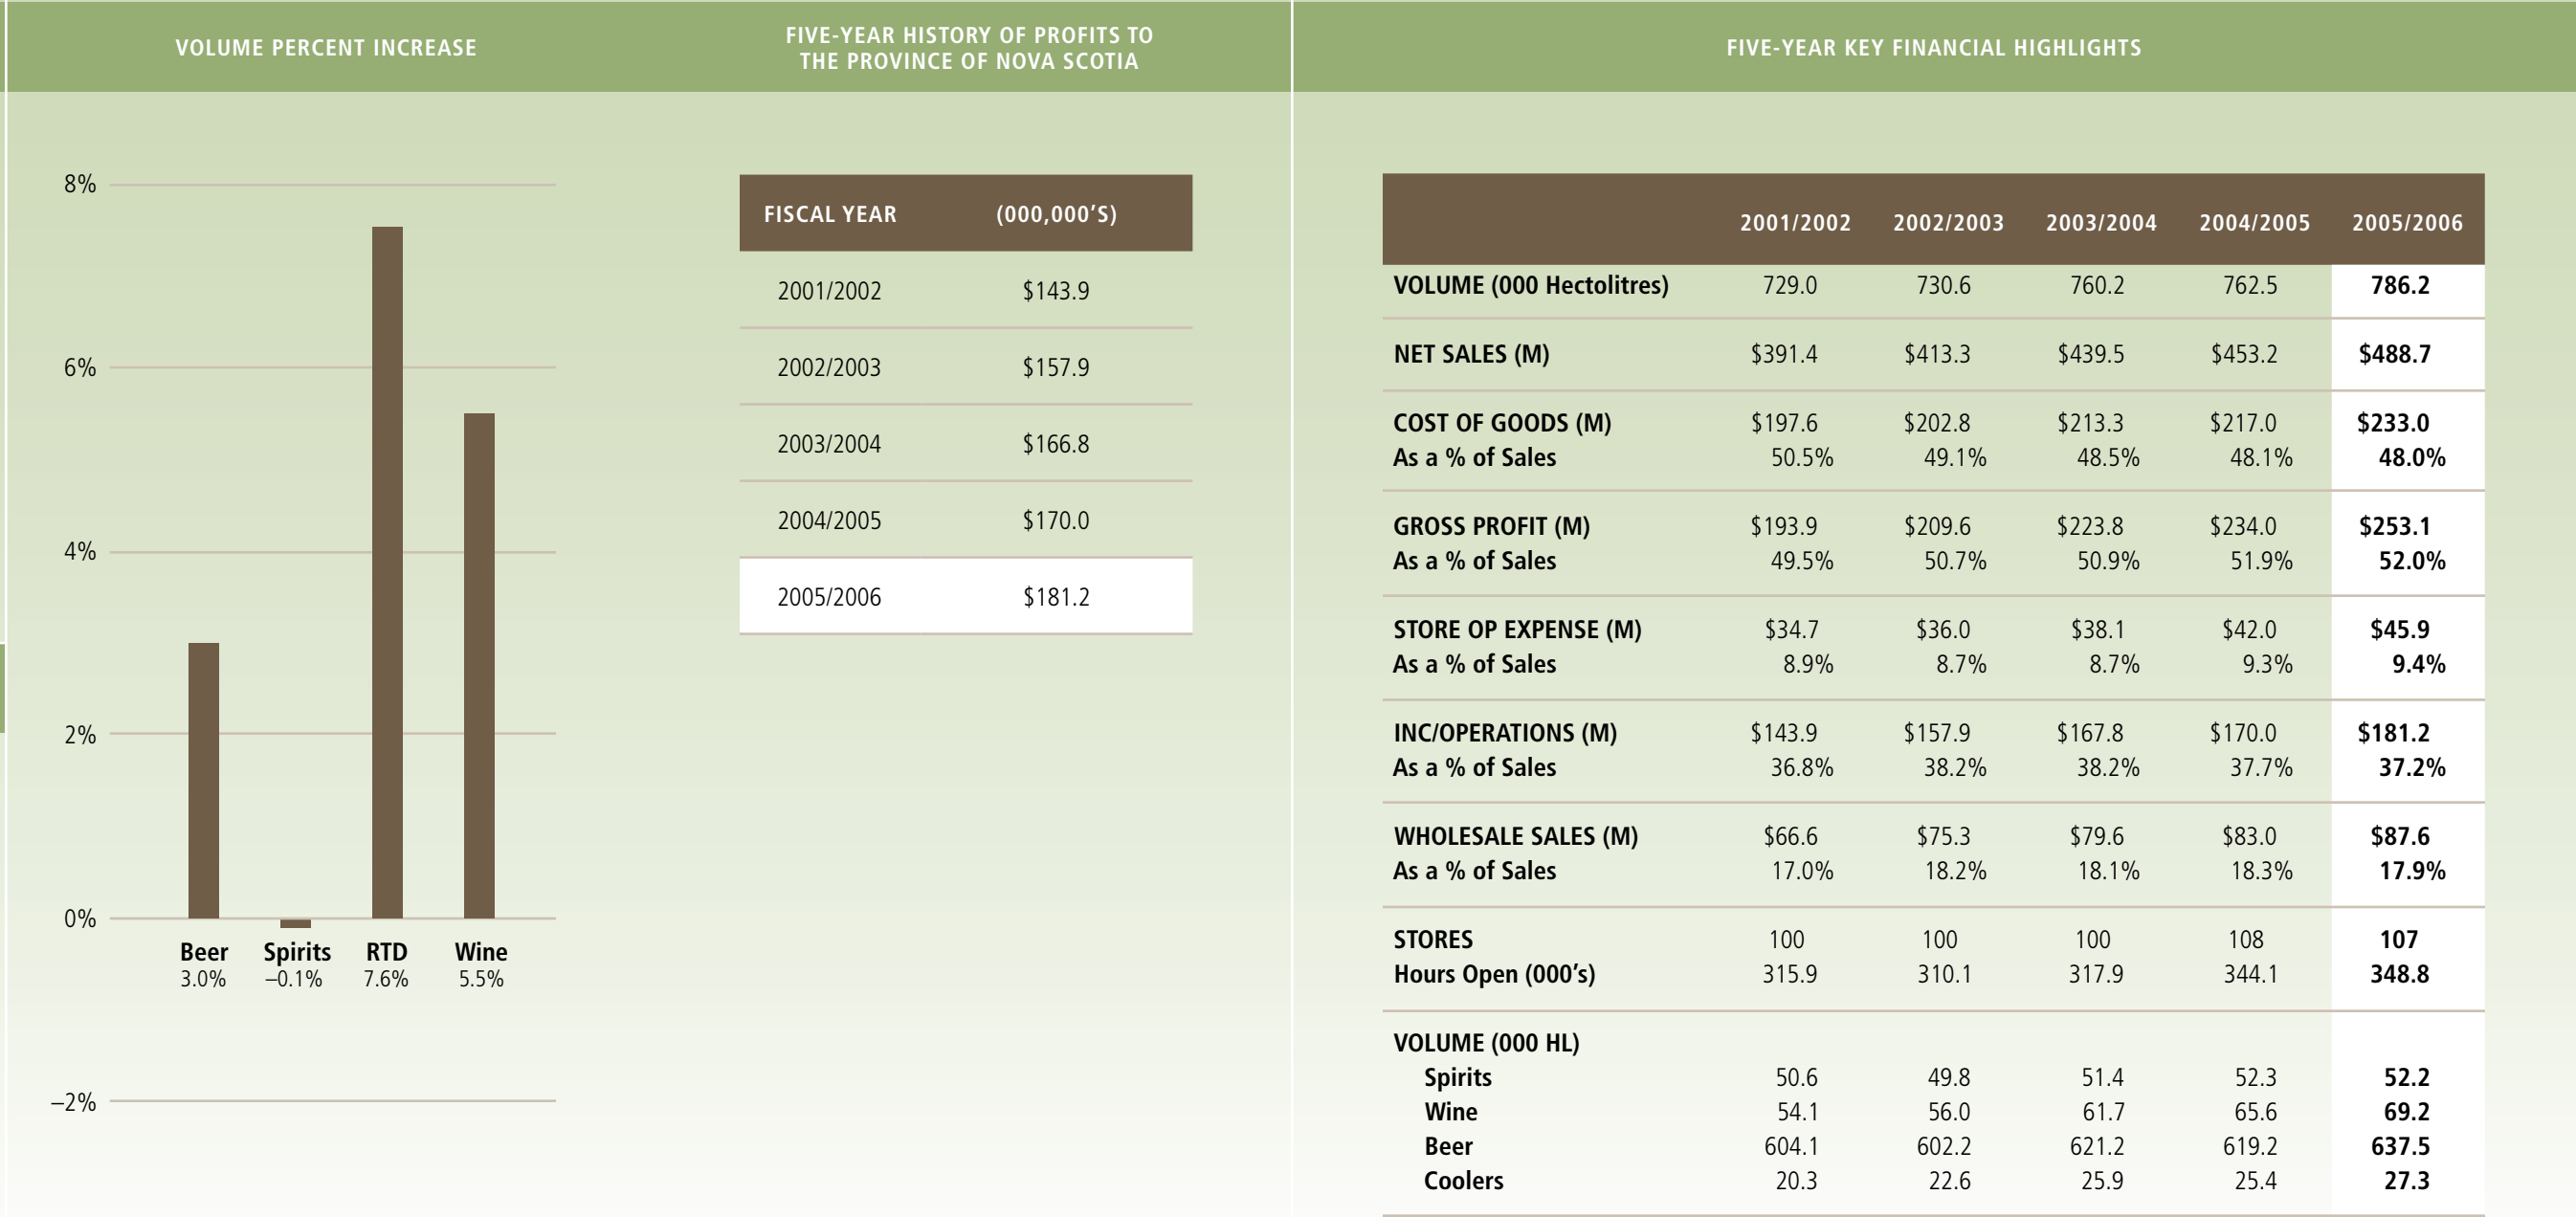 VOLUME PERCENT INCREASE
8%
6%
4%
2%
0%
–2%
Beer Spirits RTD Wine
3.0% –0.1% 7.6% 5.5%
FIVE-YEAR HISTORY OF PROFITS TO
THE PROVINCE OF NOVA SCOTIA
FISCAL YEAR (000,000’S)
2001/2002 $143.9
2002/2003 $157.9
2003/2004 $166.8
2004/2005 $170.0
2005/2006 $181.2
FIVE-YEAR KEY FINANCIAL HIGHLIGHTS
2001/2002 2002/2003 2003/2004 2004/2005 2005/2006
VOLUME (000 Hectolitres) 729.0 730.6 760.2 762.5 786.2
NET SALES (M) $391.4 $413.3 $439.5 $453.2 $488.7
COST OF GOODS (M) $197.6 $202.8 $213.3 $217.0 $233.0
As a % of Sales 50.5% 49.1% 48.5% 48.1% 48.0%
GROSS PROFIT (M) $193.9 $209.6 $223.8 $234.0 $253.1
As a % of Sales 49.5% 50.7% 50.9% 51.9% 52.0%
STORE OP EXPENSE (M) $34.7 $36.0 $38.1 $42.0 $45.9
As a % of Sales 8.9% 8.7% 8.7% 9.3% 9.4%
INC/OPERATIONS (M) $143.9 $157.9 $167.8 $170.0 $181.2
As a % of Sales 36.8% 38.2% 38.2% 37.7% 37.2%
WHOLESALE SALES (M) $66.6 $75.3 $79.6 $83.0 $87.6
As a % of Sales 17.0% 18.2% 18.1% 18.3% 17.9%
STORES 100 100 100 108 107
Hours Open (000’s) 315.9 310.1 317.9 344.1 348.8
VOLUME (000 HL)
Spirits 50.6 49.8 51.4 52.3 52.2
Wine 54.1 56.0 61.7 65.6 69.2
Beer 604.1 602.2 621.2 619.2 637.5
Coolers 20.3 22.6 25.9 25.4 27.3